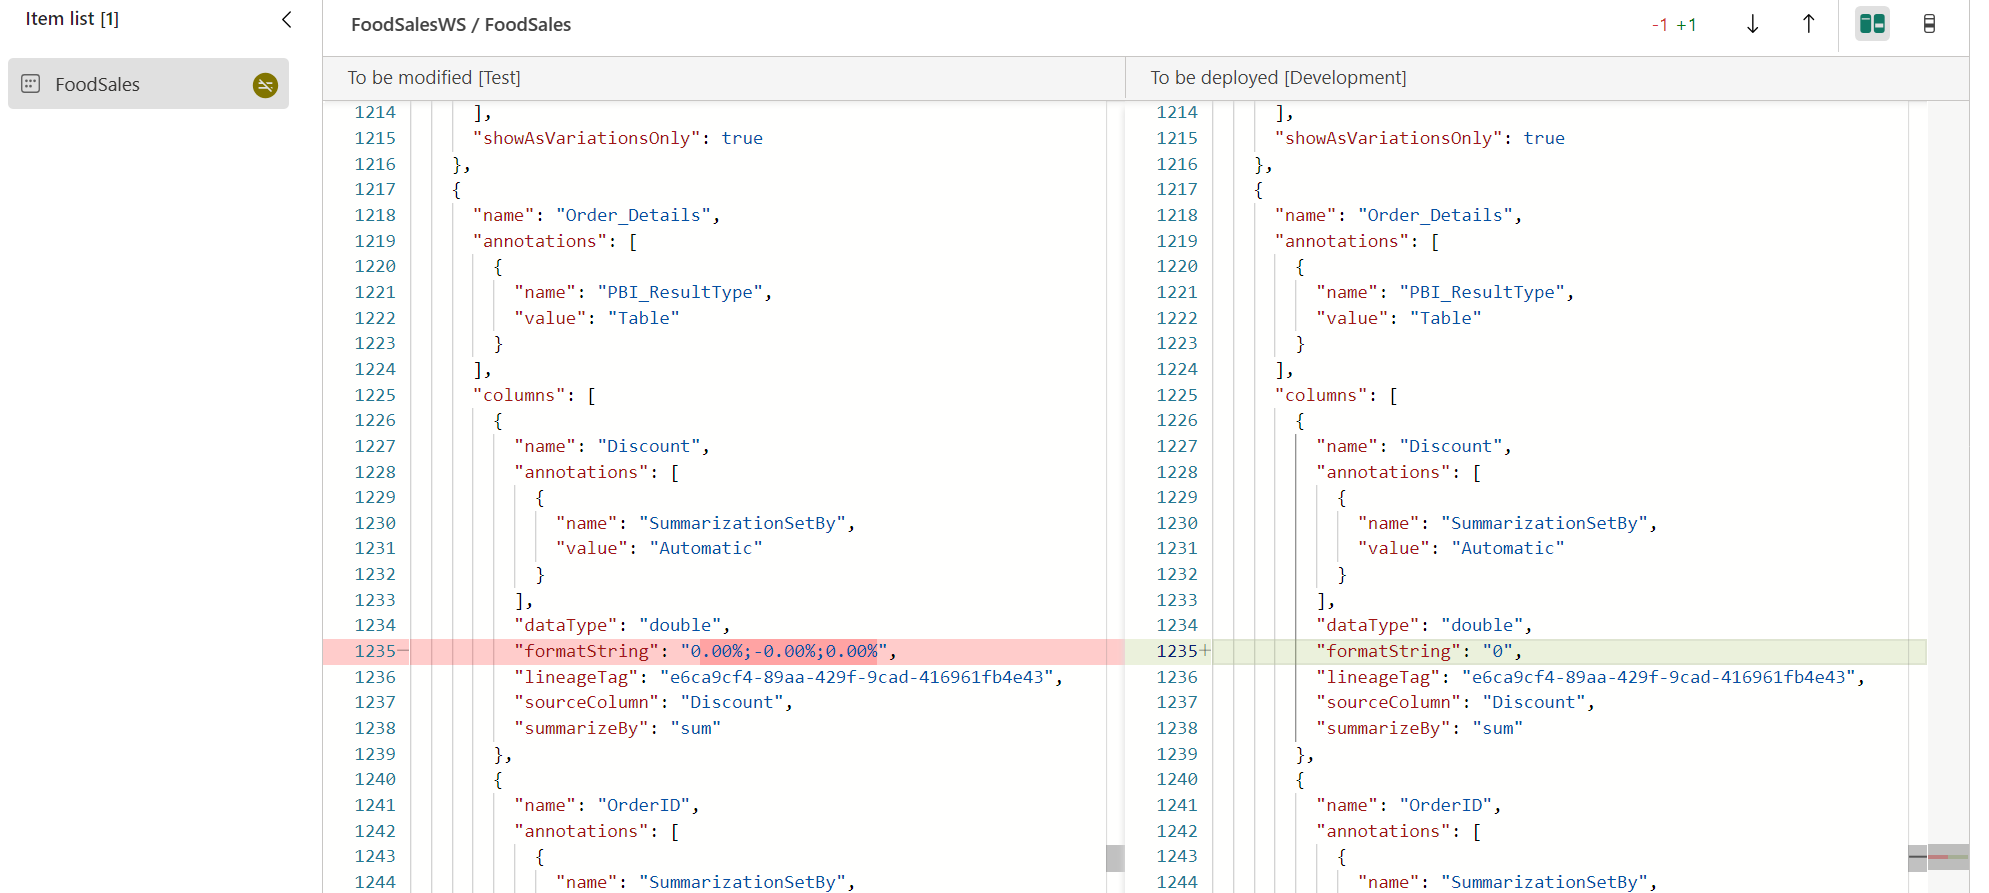 Item list [1]
FoodSales
FoodSalesWS / FoodSales
-1 +1
To be modified [Test]
1214 ],
1215 "showAsVariationsOnly": true
1216 },
1217 {
1218 "name": "Order_Details",
1219 "annotations": [
1220 {
1221 "name": "PBI_ResultType",
1222 "value": "Table"
1223 }
1224 ],
1225 "columns": [
1226 {
1227 "name": "Discount",
1228 "annotations": [
1229 {
1230 "name": "SummarizationSetBy",
1231 "value": "Automatic"
1232 }
1233 ],
1234 "dataType": "double",
1235− "formatString": "0.00%;-0.00%;0.00%",
1236 "lineageTag": "e6ca9cf4-89aa-429f-9cad-416961fb4e43",
1237 "sourceColumn": "Discount",
1238 "summarizeBy": "sum"
1239 },
1240 {
1241 "name": "OrderID",
1242 "annotations": [
1243 {
1244 "name": "SummarizationSetBy",
To be deployed [Development]
1214 ],
1215 "showAsVariationsOnly": true
1216 },
1217 {
1218 "name": "Order_Details",
1219 "annotations": [
1220 {
1221 "name": "PBI_ResultType",
1222 "value": "Table"
1223 }
1224 ],
1225 "columns": [
1226 {
1227 "name": "Discount",
1228 "annotations": [
1229 {
1230 "name": "SummarizationSetBy",
1231 "value": "Automatic"
1232 }
1233 ],
1234 "dataType": "double",
1235+ "formatString": "0",
1236 "lineageTag": "e6ca9cf4-89aa-429f-9cad-416961fb4e43",
1237 "sourceColumn": "Discount",
1238 "summarizeBy": "sum"
1239 },
1240 {
1241 "name": "OrderID",
1242 "annotations": [
1243 {
1244 "name": "SummarizationSetBy",